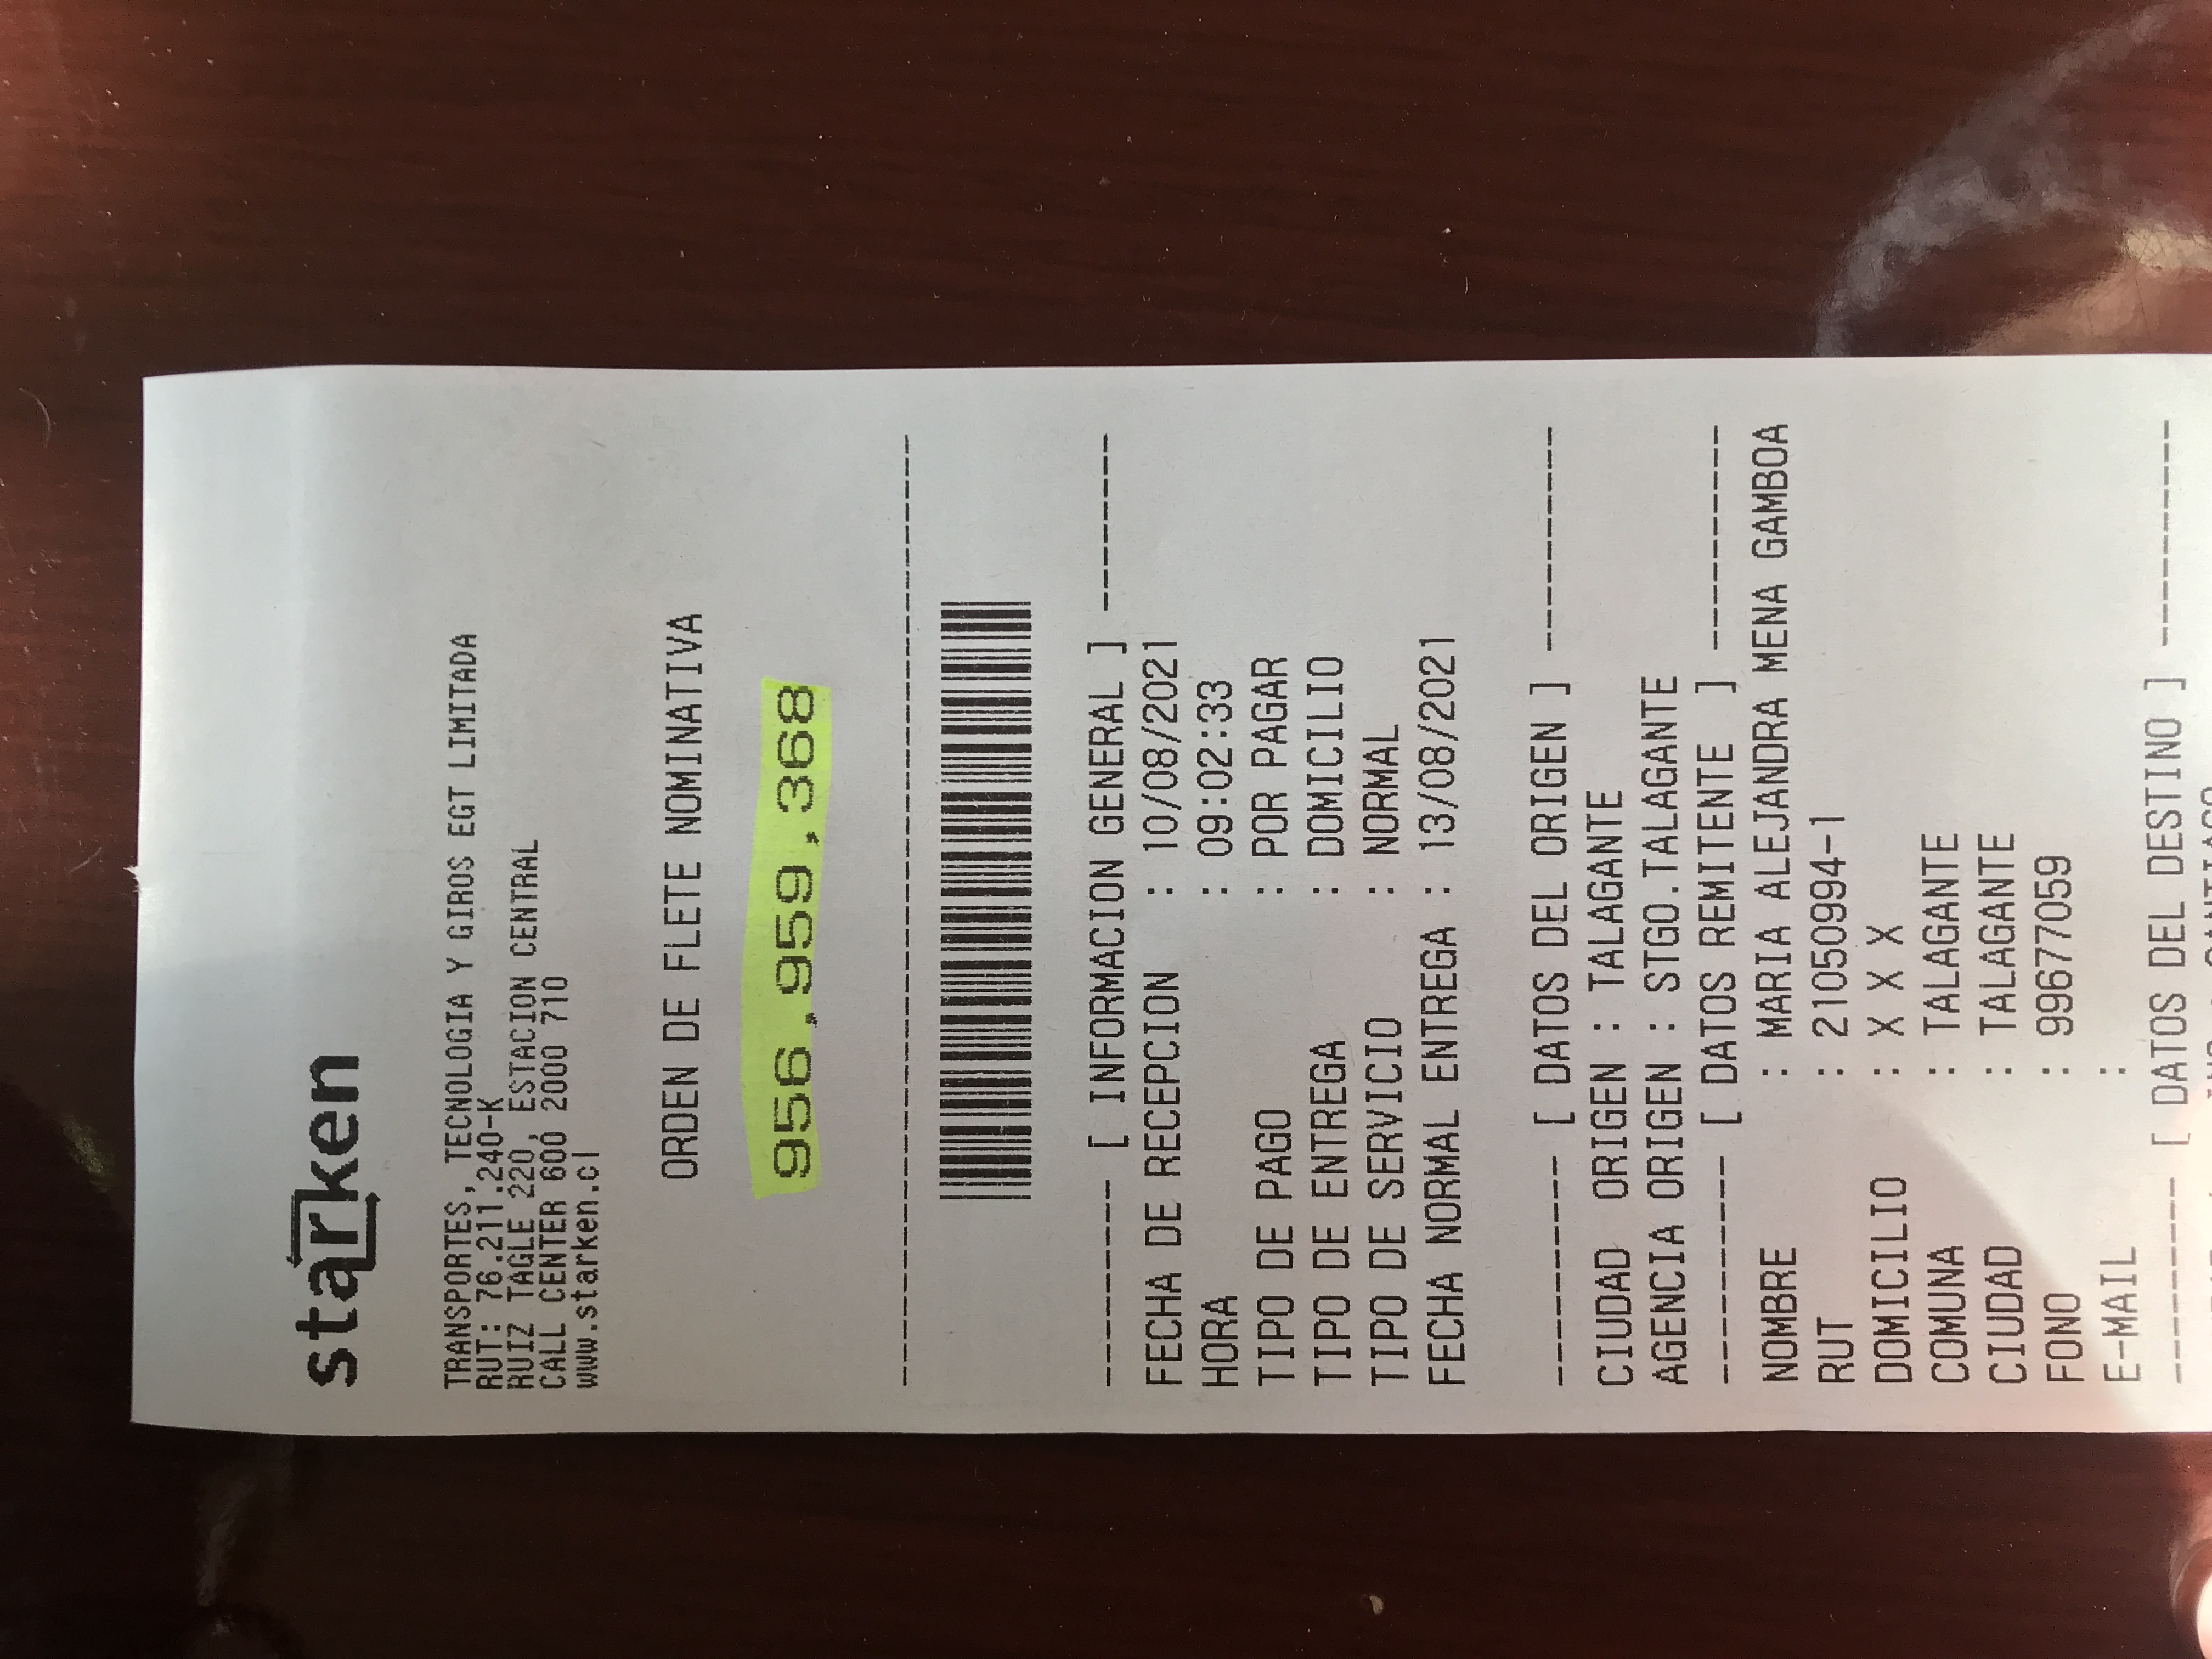 starken
TRANSPORTES, TECNOLOGIA Y GIROS EGT LIMITADA
RUT: 76.211.240-K
RUIZ TAGLE 220, ESTACION CENTRAL
CALL CENTER 600 2000 710
www.starken.cl
ORDEN DE FLETE NOMINATIVA
956,959,368
--------- [ INFORMACION GENERAL ] --------
FECHA DE RECEPCION : 10/08/2021
HORA : 09:02:33
TIPO DE PAGO : POR PAGAR
TIPO DE ENTREGA : DOMICILIO
TIPO DE SERVICIO : NORMAL
FECHA NORMAL ENTREGA : 13/08/2021
---------- [ DATOS DEL ORIGEN ] ----------
CIUDAD ORIGEN : TALAGANTE
AGENCIA ORIGEN : STGO.TALAGANTE
---------- [ DATOS REMITENTE ] ----------
NOMBRE : MARIA ALEJANDRA MENA GAMBOA
RUT : 21050994-1
DOMICILIO : X X X
COMUNA : TALAGANTE
CIUDAD : TALAGANTE
FONO : 99677059
E-MAIL :
--------- [ DATOS DEL DESTINO ] ----------
SANTIAGO